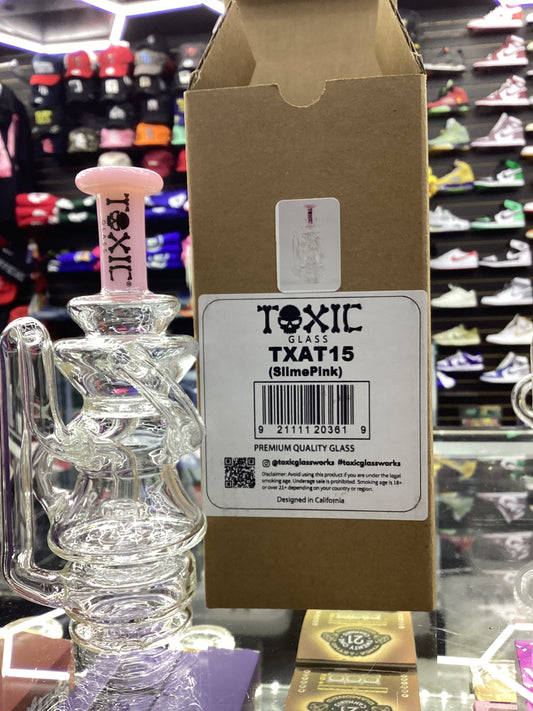 TOXIC
GLASS
®
TOXIC
GLASS
TXAT15
(SlimePink)
9 21111 20361 9
PREMIUM QUALITY GLASS
@toxicglassworks #toxicglassworks
Disclaimer: Avoid using this product if you are under the legal
smoking age. Underage sale is prohibited. Smoking age is 18+
or over 21+ depending on your country or region.
Designed in California
21